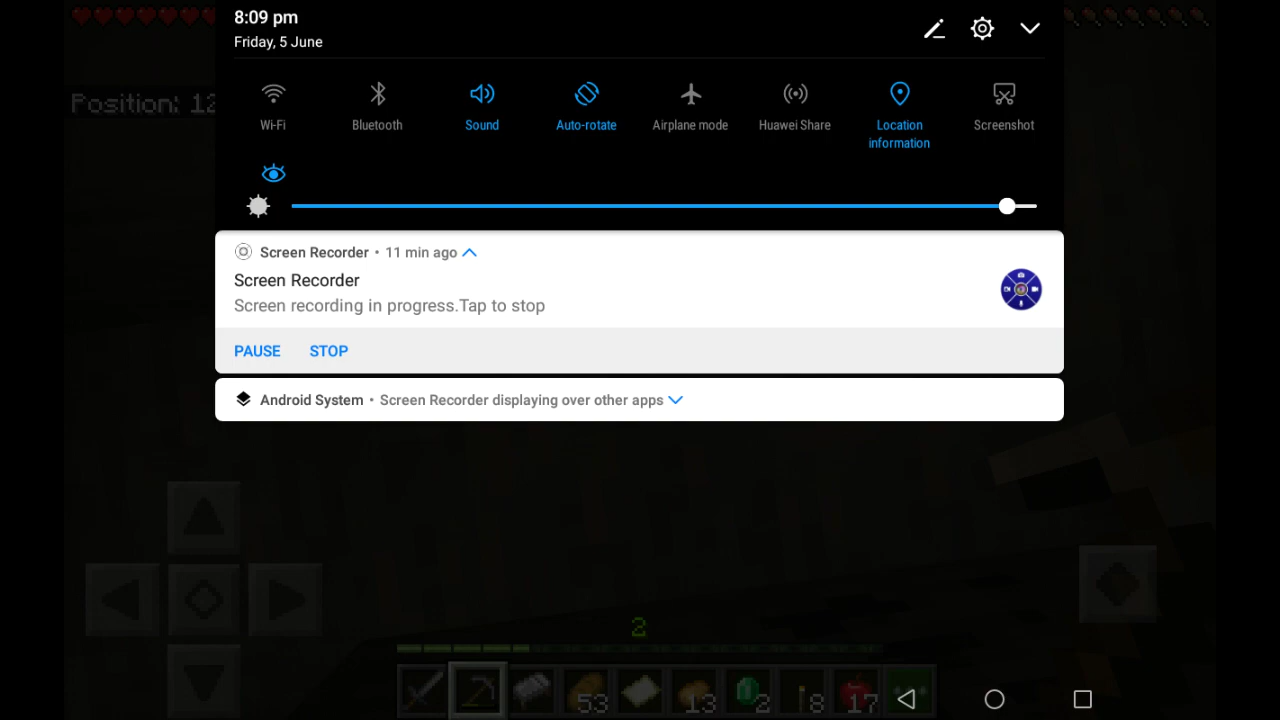 8:09 pm
Friday, 5 June
Position: 12
Wi-Fi
Bluetooth
Sound
Auto-rotate
Airplane mode
Huawei Share
Location
information
Screenshot
Screen Recorder • 11 min ago
Screen Recorder
Screen recording in progress.Tap to stop
PAUSE STOP
Android System • Screen Recorder displaying over other apps
2
53 13 2 8 17